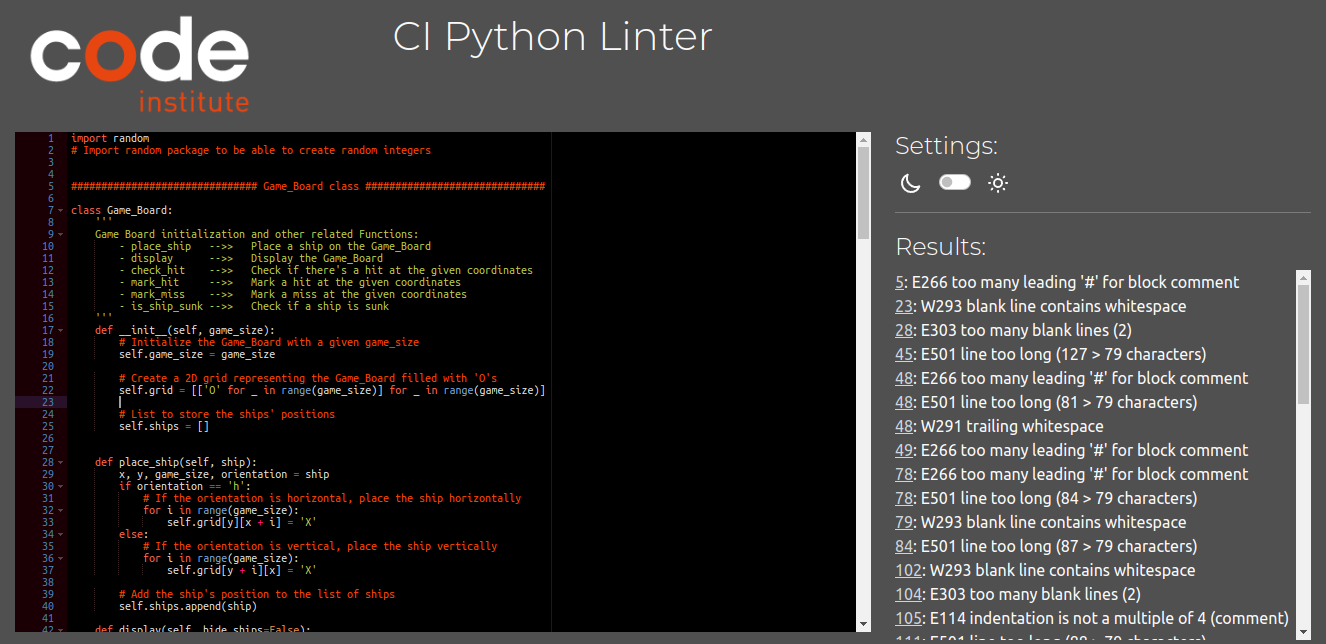 code
institute
CI Python Linter
1 import random
2 # Import random package to be able to create random integers
3
4
5 ############################### Game_Board class ##############################
6
7 class Game_Board:
8     '''
9     Game Board initialization and other related Functions:
10         - place_ship   -->>   Place a ship on the Game_Board
11         - display      -->>   Display the Game_Board
12         - check_hit    -->>   Check if there's a hit at the given coordinates
13         - mark_hit     -->>   Mark a hit at the given coordinates
14         - mark_miss    -->>   Mark a miss at the given coordinates
15         - is_ship_sunk -->>   Check if a ship is sunk
16     '''
17     def __init__(self, game_size):
18         # Initialize the Game_Board with a given game_size
19         self.game_size = game_size
20
21         # Create a 2D grid representing the Game_Board filled with 'O's
22         self.grid = [['O' for _ in range(game_size)] for _ in range(game_size)]
23
24         # List to store the ships' positions
25         self.ships = []
26
27
28     def place_ship(self, ship):
29         x, y, game_size, orientation = ship
30         if orientation == 'h':
31             # If the orientation is horizontal, place the ship horizontally
32             for i in range(game_size):
33                 self.grid[y][x + i] = 'X'
34         else:
35             # If the orientation is vertical, place the ship vertically
36             for i in range(game_size):
37                 self.grid[y + i][x] = 'X'
38
39         # Add the ship's position to the list of ships
40         self.ships.append(ship)
41
42     def display(self, hide_ships=False):
Settings:
Results:
5: E266 too many leading '#' for block comment
23: W293 blank line contains whitespace
28: E303 too many blank lines (2)
45: E501 line too long (127 > 79 characters)
48: E266 too many leading '#' for block comment
48: E501 line too long (81 > 79 characters)
48: W291 trailing whitespace
49: E266 too many leading '#' for block comment
78: E266 too many leading '#' for block comment
78: E501 line too long (84 > 79 characters)
79: W293 blank line contains whitespace
84: E501 line too long (87 > 79 characters)
102: W293 blank line contains whitespace
104: E303 too many blank lines (2)
105: E114 indentation is not a multiple of 4 (comment)